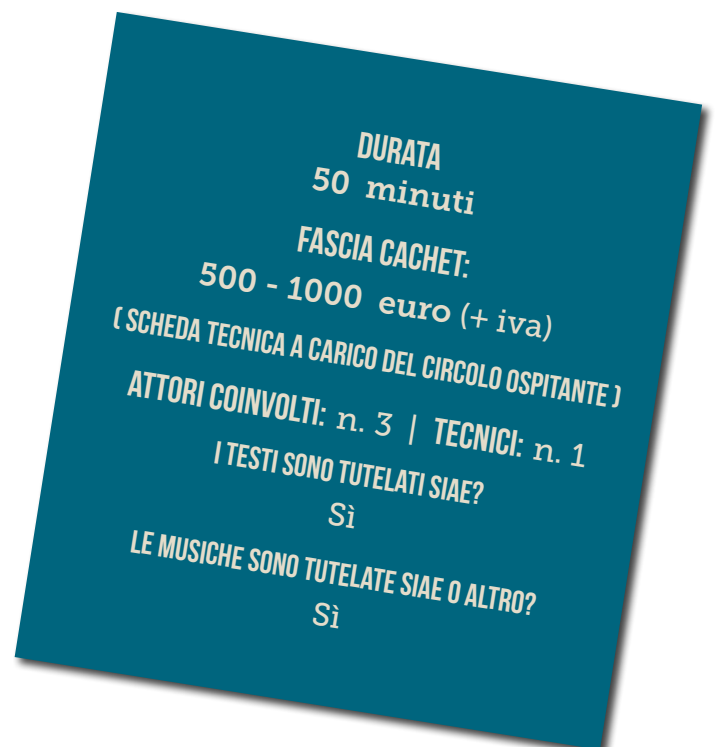 DURATA
50 minuti
FASCIA CACHET:
500 - 1000 euro (+ iva)
( SCHEDA TECNICA A CARICO DEL CIRCOLO OSPITANTE )
ATTORI COINVOLTI: n. 3 | TECNICI: n. 1
I TESTI SONO TUTELATI SIAE?
Sì
LE MUSICHE SONO TUTELATE SIAE O ALTRO?
Sì